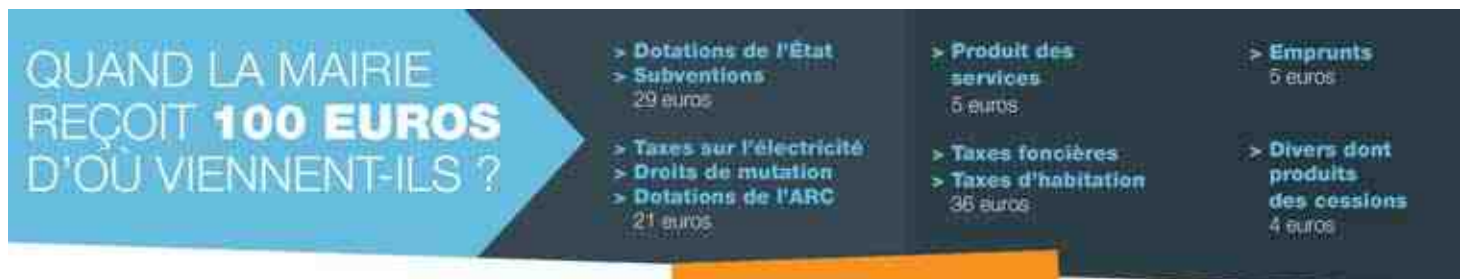 QUAND LA MAIRIE
REÇOIT 100 EUROS
D'OÙ VIENNENT-ILS ?
> Dotations de l'État
> Subventions
29 euros
> Taxes sur l'électricité
> Droits de mutation
> Dotations de l'ARC
21 euros
> Produit des
services
5 euros
> Taxes foncières
> Taxes d'habitation
36 euros
> Emprunts
5 euros
> Divers dont
produits
des cessions
4 euros